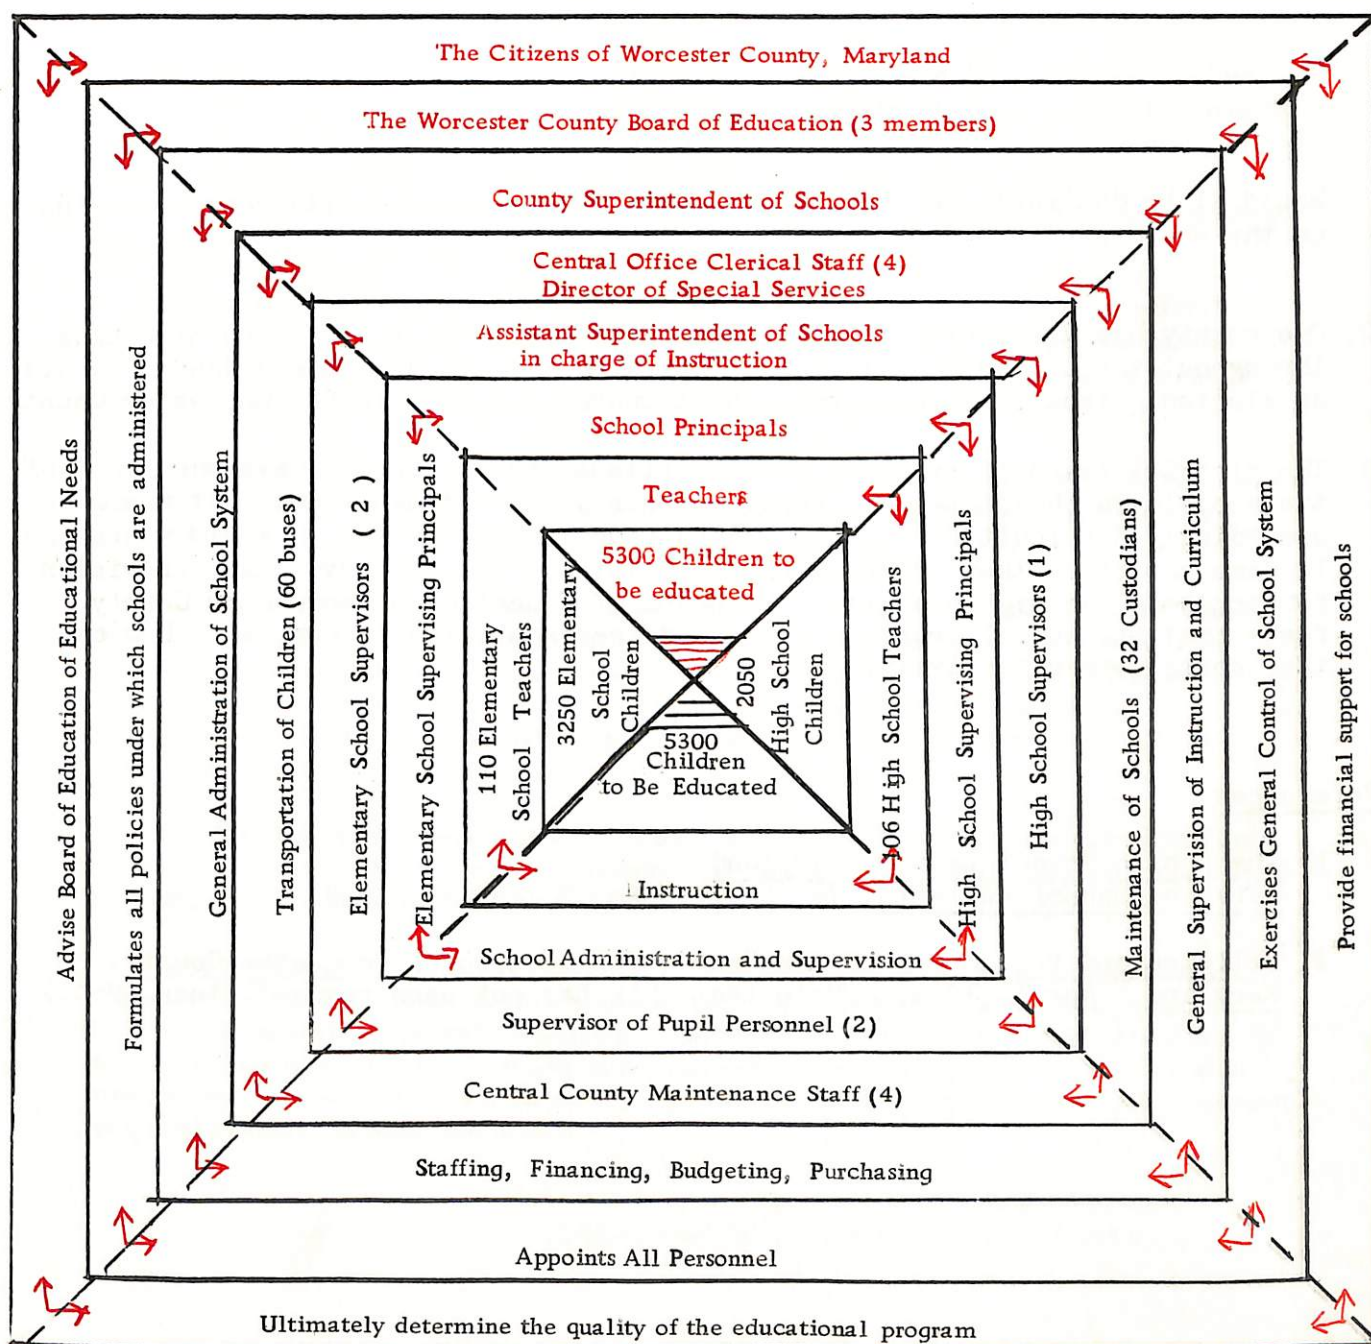 The Citizens of Worcester County, Maryland
The Worcester County Board of Education (3 members)
County Superintendent of Schools
Central Office Clerical Staff (4)
Director of Special Services
Assistant Superintendent of Schools
in charge of Instruction
School Principals
Teachers
5300 Children to
be educated
Advise Board of Education of Educational Needs
Formulates all policies under which schools are administered
General Administration of School System
Transportation of Children (60 buses)
Elementary School Supervisors ( 2 )
Elementary School Supervising Principals
110 Elementary
School Teachers
3250 Elementary
School
Children
2050
High School
Children
106 High School Teachers
High School Supervising Principals
High School Supervisors (1)
Maintenance of Schools (32 Custodians)
General Supervision of Instruction and Curriculum
Exercises General Control of School System
Provide financial support for schools
5300
Children
to Be Educated
Instruction
School Administration and Supervision
Supervisor of Pupil Personnel (2)
Central County Maintenance Staff (4)
Staffing, Financing, Budgeting, Purchasing
Appoints All Personnel
Ultimately determine the quality of the educational program